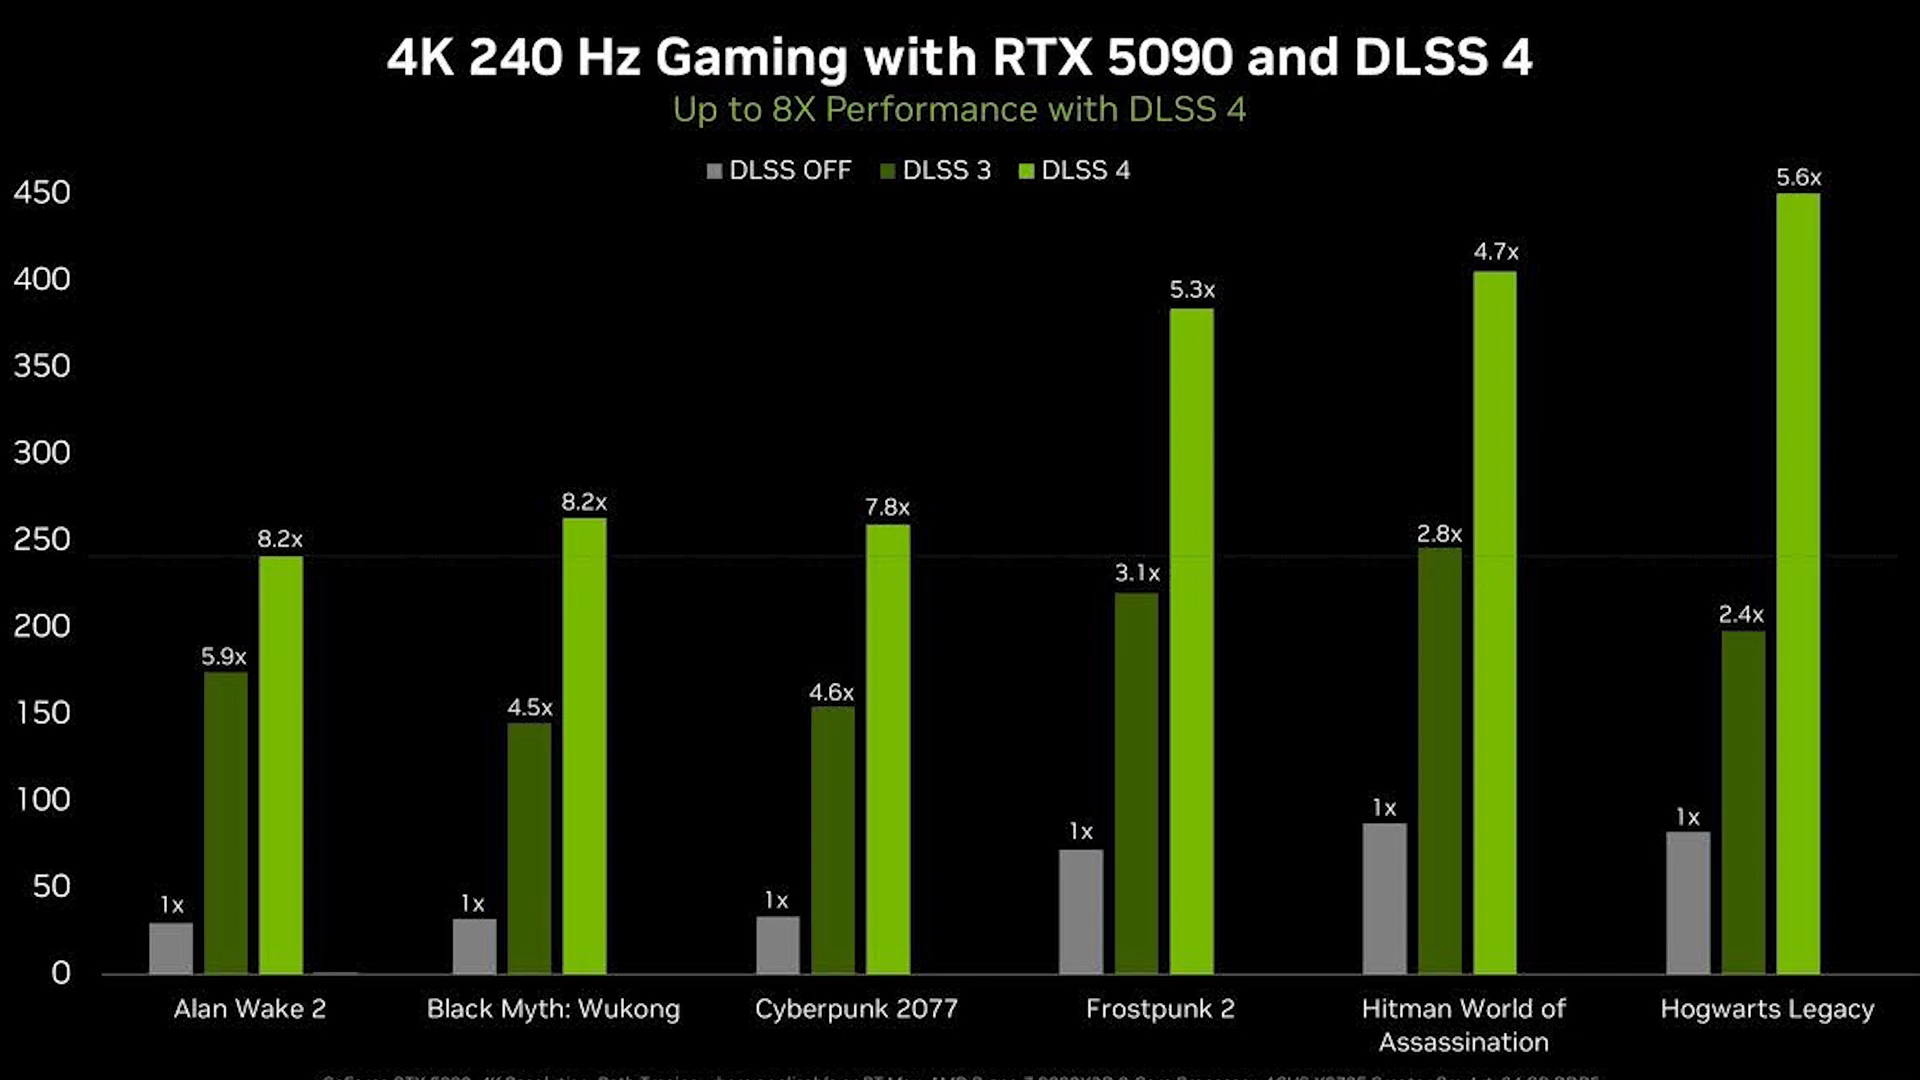 4K 240 Hz Gaming with RTX 5090 and DLSS 4
Up to 8X Performance with DLSS 4
DLSS OFF DLSS 3 DLSS 4
450
400
350
300
250
200
150
100
50
0
1x 5.9x 8.2x
1x 4.5x 8.2x
1x 4.6x 7.8x
1x 3.1x 5.3x
1x 2.8x 4.7x
1x 2.4x 5.6x
Alan Wake 2
Black Myth: Wukong
Cyberpunk 2077
Frostpunk 2
Hitman World of
Assassination
Hogwarts Legacy